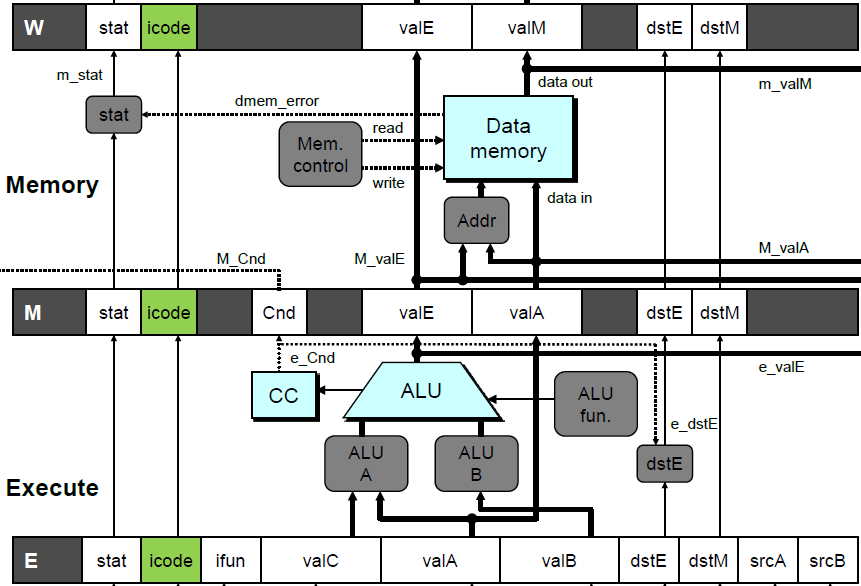 W stat icode valE valM dstE dstM
m_stat
data out
m_valM
dmem_error
stat
read
Data
memory
Mem.
control
write
Memory
data in
Addr
M_Cnd
M_valE
M_valA
M stat icode Cnd valE valA dstE dstM
e_Cnd
e_valE
CC
ALU
ALU
fun.
e_dstE
ALU
A
ALU
B
dstE
Execute
E stat icode ifun valC valA valB dstE dstM srcA srcB